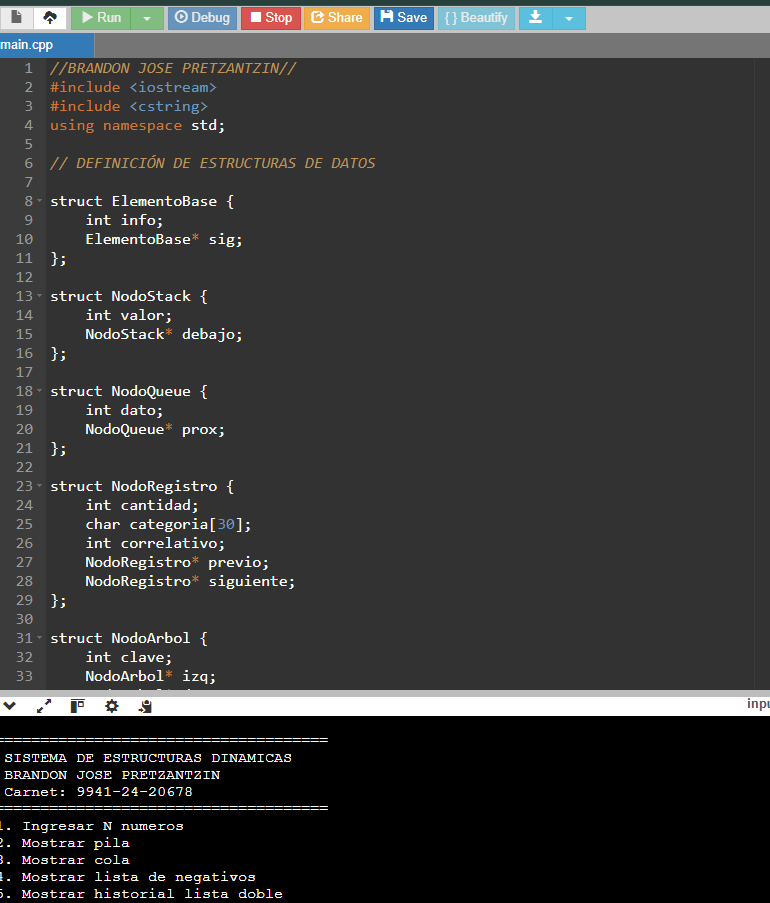 Run Debug Stop Share Save { } Beautify
main.cpp
1 //BRANDON JOSE PRETZANTZIN//
2 #include <iostream>
3 #include <cstring>
4 using namespace std;
5
6 // DEFINICIÓN DE ESTRUCTURAS DE DATOS
7
8 struct ElementoBase {
9 int info;
10 ElementoBase* sig;
11 };
12
13 struct NodoStack {
14 int valor;
15 NodoStack* debajo;
16 };
17
18 struct NodoQueue {
19 int dato;
20 NodoQueue* prox;
21 };
22
23 struct NodoRegistro {
24 int cantidad;
25 char categoria[30];
26 int correlativo;
27 NodoRegistro* previo;
28 NodoRegistro* siguiente;
29 };
30
31 struct NodoArbol {
32 int clave;
33 NodoArbol* izq;
inpu
=====================================
SISTEMA DE ESTRUCTURAS DINAMICAS
BRANDON JOSE PRETZANTZIN
Carnet: 9941-24-20678
=====================================
1. Ingresar N numeros
2. Mostrar pila
3. Mostrar cola
4. Mostrar lista de negativos
5. Mostrar historial lista doble